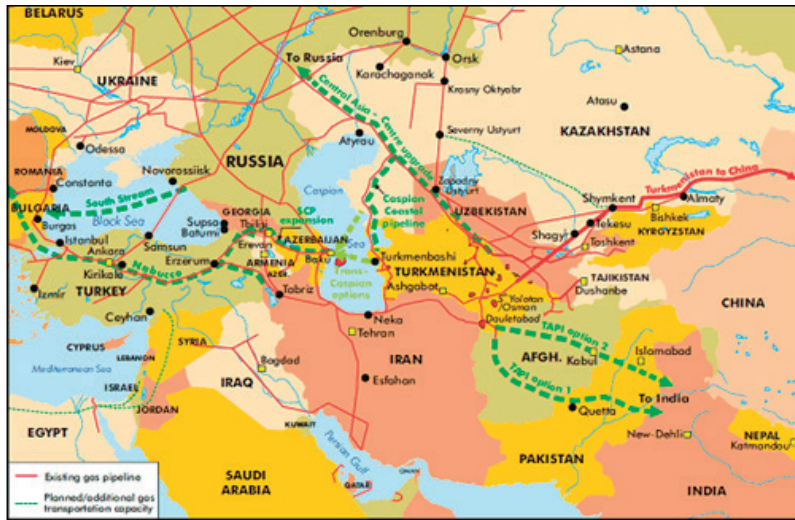 BELARUS
Orenburg
Orsk
Astana
Kiev
To Russia
UKRAINE
Karachaganak
Krasny Oktyabr
Central Asia - Centre upgrade
Atasu
MOLDOVA
Atyrau
Severny Ustyurt
KAZAKHSTAN
Odessa
RUSSIA
ROMANIA
Novorossiisk
Constanta
Caspian
Zapadny
Ustyurt
Turkmenistan to China
South Stream
SCP
expansion
Caspian
Coastal
pipeline
UZBEKISTAN
Shymkent
Almaty
BULGARIA
Black Sea
Supsa
Batumi
GEORGIA
Tbilisi
Tekesu
Bishkek
Burgas
Shagyr
KYRGYZSTAN
Istanbul
Samsun
Erevan
AZERBAIJAN
Sea
Tashkent
Ankara
ARMENIA
Baku
Turkmenbashi
Kirikale
Nabucco
Erzerum
AZER.
Trans-
Caspian
options
TURKMENISTAN
TAJIKISTAN
Izmir
TURKEY
Ashgabat
Dushanbe
Tabriz
Yolotan
/Osman
CHINA
Dauletabad
Ceyhan
Neka
TAPI option 2
Tehran
CYPRUS
SYRIA
AFGH.
Kabul
Islamabad
LEBANON
Bagdad
IRAN
Mediterranean Sea
TAPI option 1
Esfahan
ISRAEL
IRAQ
To India
JORDAN
Quetta
KUWAIT
EGYPT
New-Dehli
NEPAL
Katmandou
Persian Gulf
PAKISTAN
SAUDI
ARABIA
QATAR
OMAN
INDIA
Existing gas pipeline
Planned/additional gas
transportation capacity